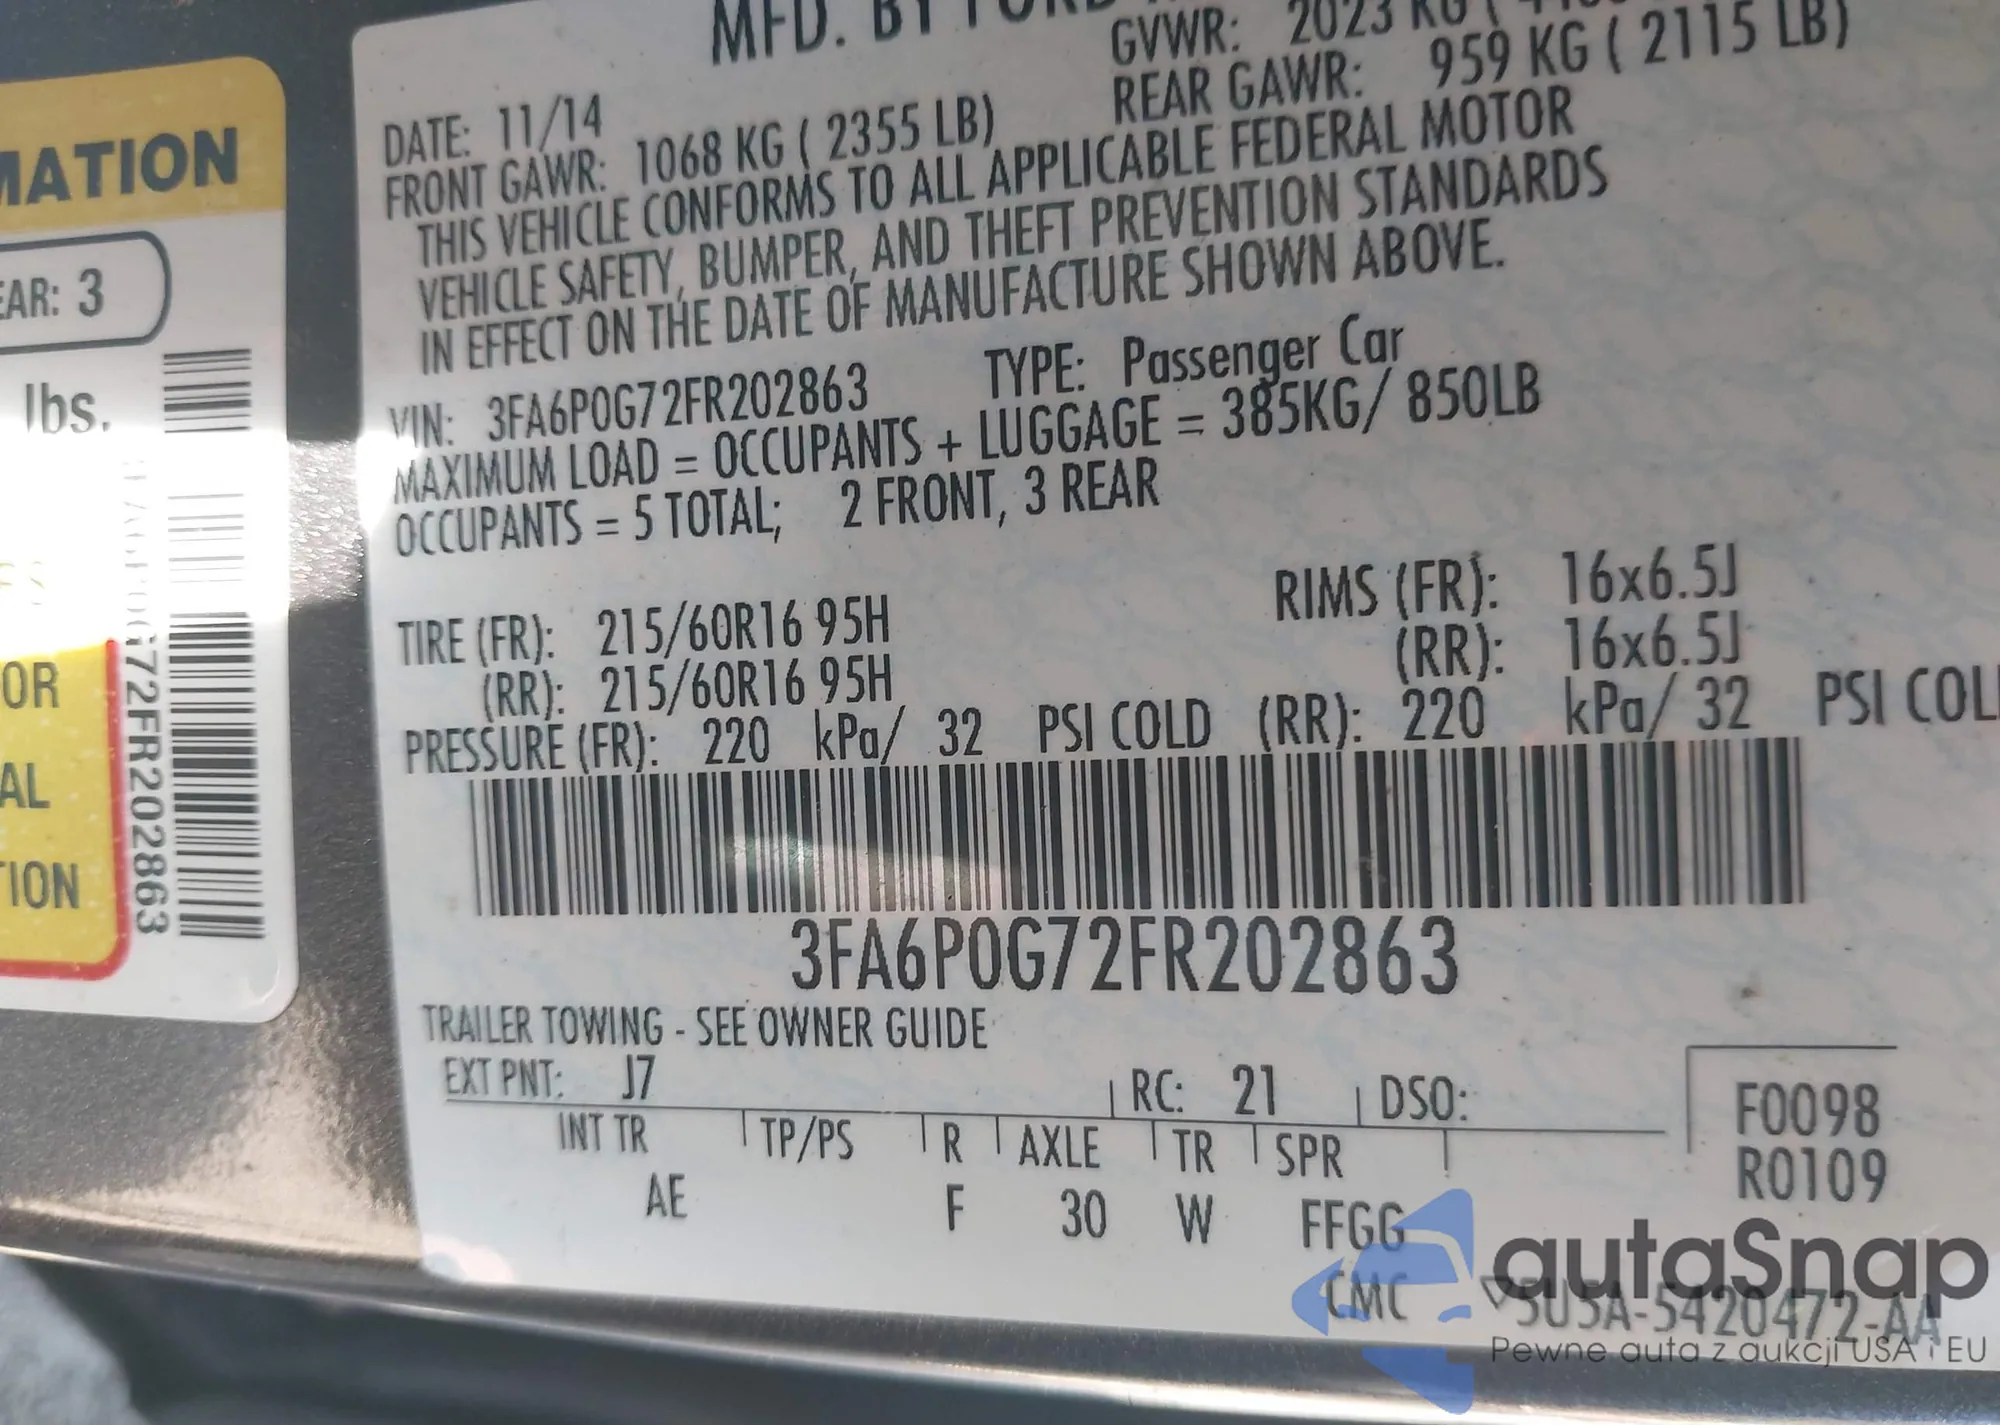 MATION
EAR: 3
lbs.
OR
AL
TION
G72FR202863
MFD. BY FORD
GVWR: 2023 KG (
DATE: 11/14
REAR GAWR: 959 KG ( 2115 LB)
FRONT GAWR: 1068 KG ( 2355 LB)
THIS VEHICLE CONFORMS TO ALL APPLICABLE FEDERAL MOTOR
VEHICLE SAFETY, BUMPER, AND THEFT PREVENTION STANDARDS
IN EFFECT ON THE DATE OF MANUFACTURE SHOWN ABOVE.
VIN: 3FA6P0G72FR202863 TYPE: Passenger Car
MAXIMUM LOAD = OCCUPANTS + LUGGAGE = 385KG/ 850LB
OCCUPANTS = 5 TOTAL; 2 FRONT, 3 REAR
TIRE (FR): 215/60R16 95H RIMS (FR): 16x6.5J
(RR): 215/60R16 95H (RR): 16x6.5J
PRESSURE (FR): 220 kPa/ 32 PSI COLD (RR): 220 kPa/ 32 PSI COL
3FA6P0G72FR202863
TRAILER TOWING - SEE OWNER GUIDE
EXT PNT: J7 RC: 21 DSO:
F0098
INT TR TP/PS R AXLE TR SPR
R0109
AE F 30 W FFGG
CMC 5U5A-5420472-AA
autaSnap
Pewne auta z aukcji USA i EU